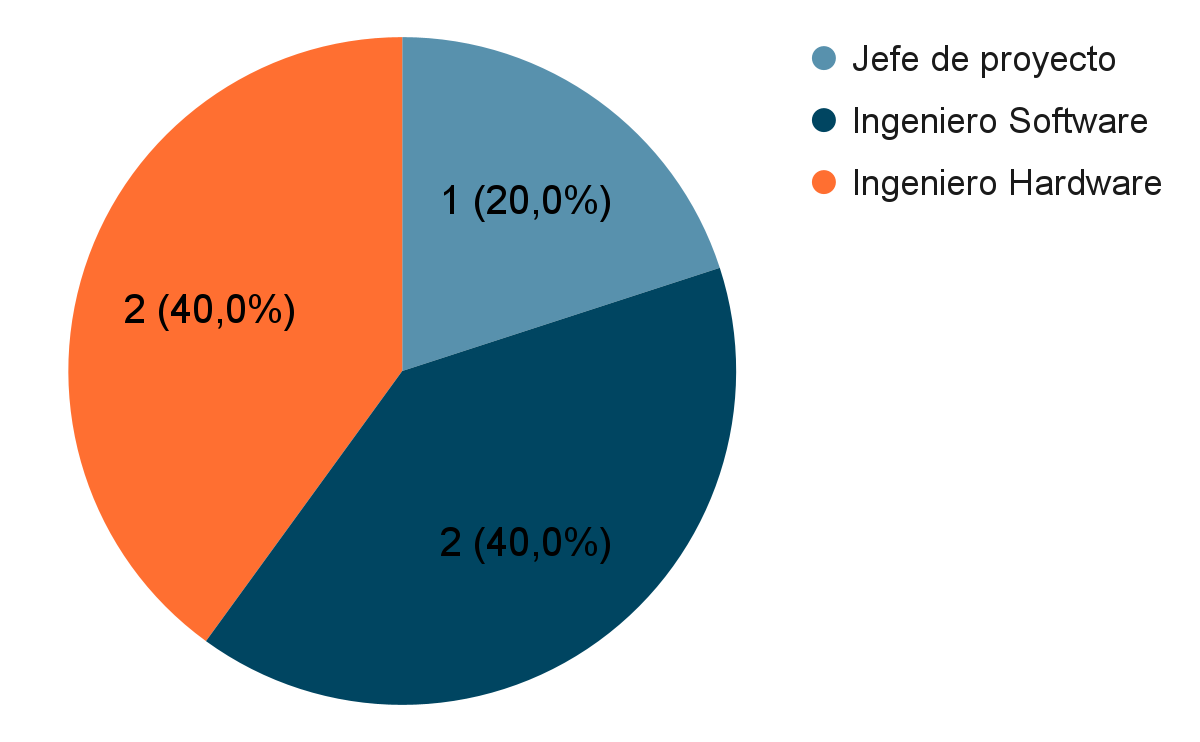 Jefe de proyecto
Ingeniero Software
Ingeniero Hardware
1 (20,0%)
2 (40,0%)
2 (40,0%)